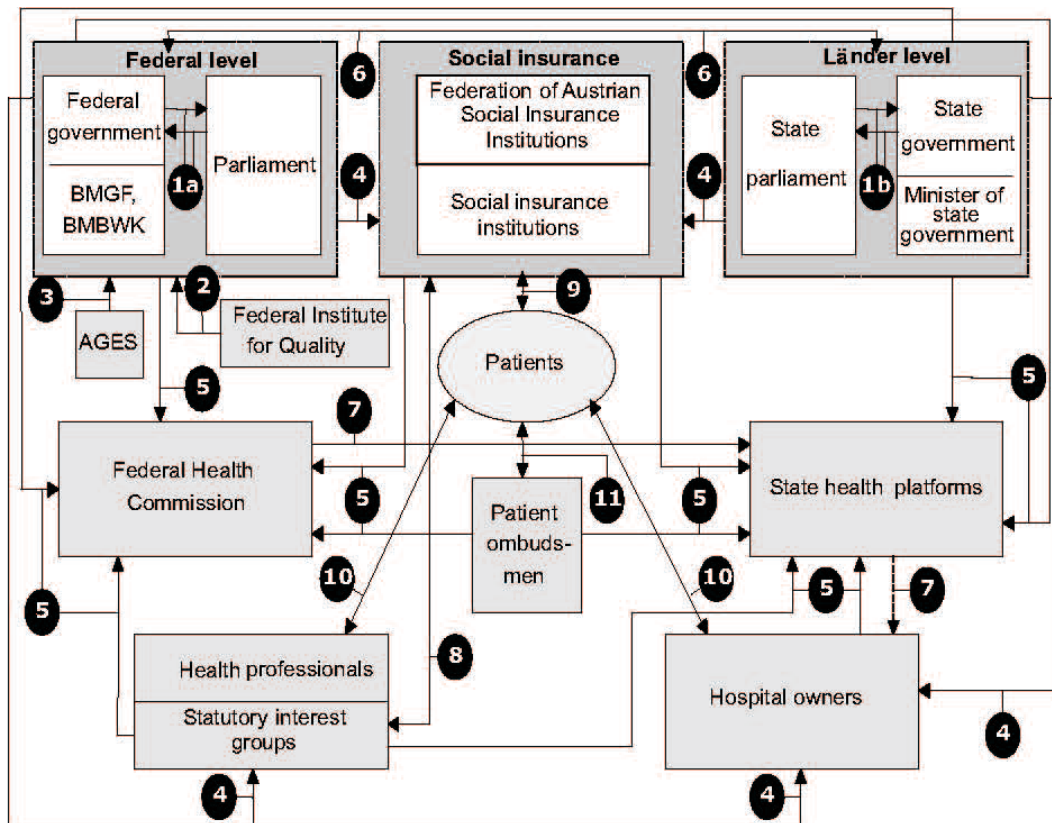 Federal level
Social insurance
Länder level
6
6
Federal
government
Parliament
1a
BMGF,
BMBWK
4
Federation of Austrian
Social Insurance
Institutions
Social insurance
institutions
4
State
parliament
State
government
1b
Minister of
state
government
3
2
9
AGES
Federal Institute
for Quality
Patients
5
5
7
Federal Health
Commission
5
11
5
State health platforms
Patient
ombuds-
men
10
10
5
5
7
8
Health professionals
Statutory interest
groups
Hospital owners
4
4
4